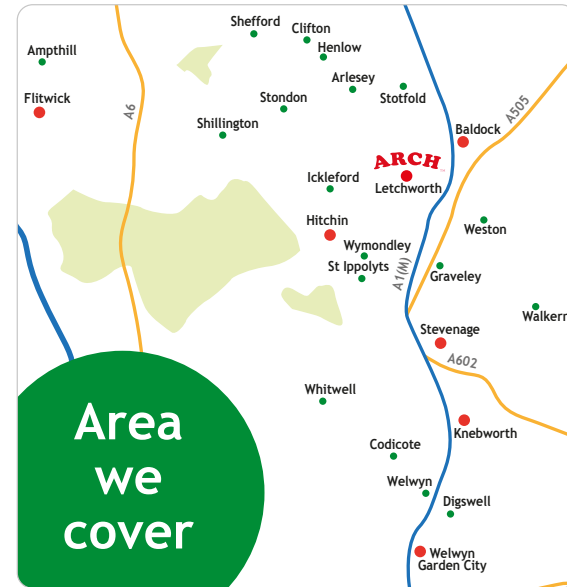 Shefford
Clifton
Henlow
Ampthill
Arlesey
Flitwick
Stondon
Stotfold
A6
A505
Shillington
Baldock
ARCH
Ickleford
Letchworth
Hitchin
Weston
Wymondley
St Ippolyts
A1(M)
Graveley
Walkern
Stevenage
A602
Whitwell
Area
we
cover
Knebworth
Codicote
Welwyn
Digswell
Welwyn
Garden City